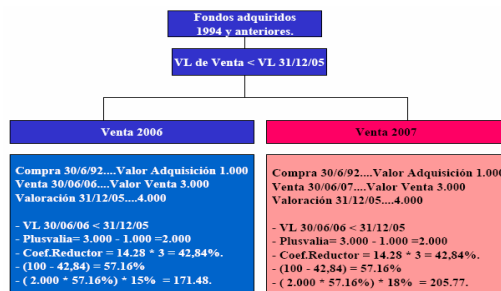 Fondos adquiridos
1994 y anteriores.
VL de Venta < VL 31/12/05
Venta 2006
Compra 30/6/92....Valor Adquisición 1.000
Venta 30/06/06....Valor Venta 3.000
Valoración 31/12/05....4.000
- VL 30/06/06 < 31/12/05
- Plusvalía= 3.000 - 1.000 =2.000
- Coef.Reductor = 14.28 * 3 = 42,84%.
- (100 - 42,84) = 57.16%
- ( 2.000 * 57.16%) * 15%  = 171.48.
Venta 2007
Compra 30/6/92....Valor Adquisición 1.000
Venta 30/06/07....Valor Venta 3.000
Valoración 31/12/05....4.000
- VL 30/06/06 < 31/12/05
- Plusvalía= 3.000 - 1.000 =2.000
- Coef.Reductor = 14.28 * 3 = 42,84%.
- (100 - 42,84) = 57.16%
- ( 2.000 * 57.16%) * 18%  = 205.77.